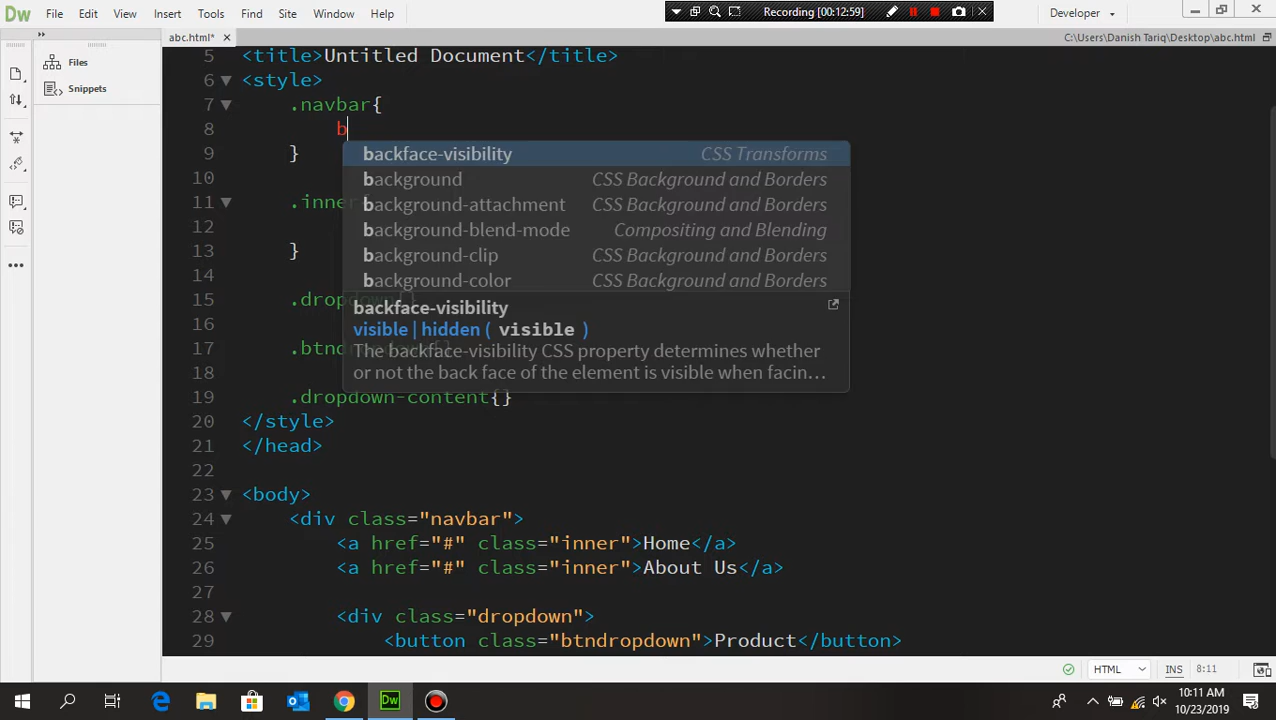 Dw File Edit View Insert Tools Find Site Window Help Recording [00:12:59] Developer
abc.html* C:\Users\Danish Tariq\Desktop\abc.html
Files
Snippets
5 <title>Untitled Document</title>
6 <style>
7 .navbar{
8 b
9 }
10
11 .inner
12
13 }
14
15 .dropdown{}
16
17 .btndropdown{}
18
19 .dropdown-content{}
20 </style>
21 </head>
22
23 <body>
24 <div class="navbar">
25 <a href="#" class="inner">Home</a>
26 <a href="#" class="inner">About Us</a>
27
28 <div class="dropdown">
29 <button class="btndropdown">Product</button>
backface-visibility CSS Transforms
background CSS Background and Borders
background-attachment CSS Background and Borders
background-blend-mode Compositing and Blending
background-clip CSS Background and Borders
background-color CSS Background and Borders
backface-visibility
visible | hidden ( visible )
The backface-visibility CSS property determines whether
or not the back face of the element is visible when facin…
HTML INS 8:11
Dw 10:11 AM
10/23/2019